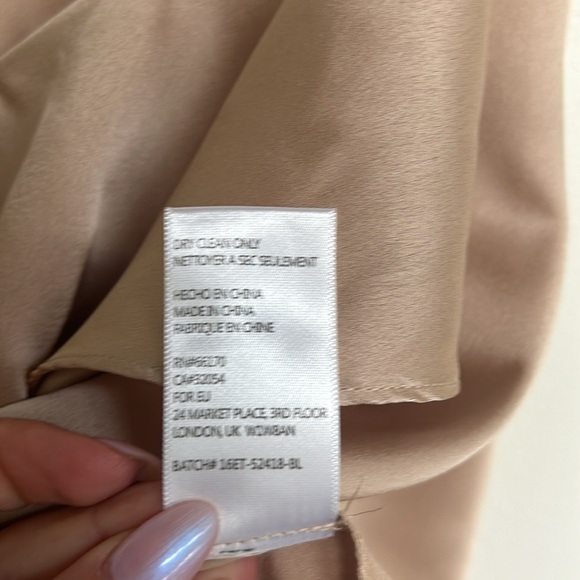 DRY CLEAN ONLY
NETTOYER A SEC SEULEMENT
HECHO EN CHINA
MADE IN CHINA
FABRIQUE EN CHINE
RN#66170
CA#32054
FOR EU
24 MARKET PLACE, 3RD FLOOR
LONDON, UK W1W8AN
BATCH# 16ET-52418-BL